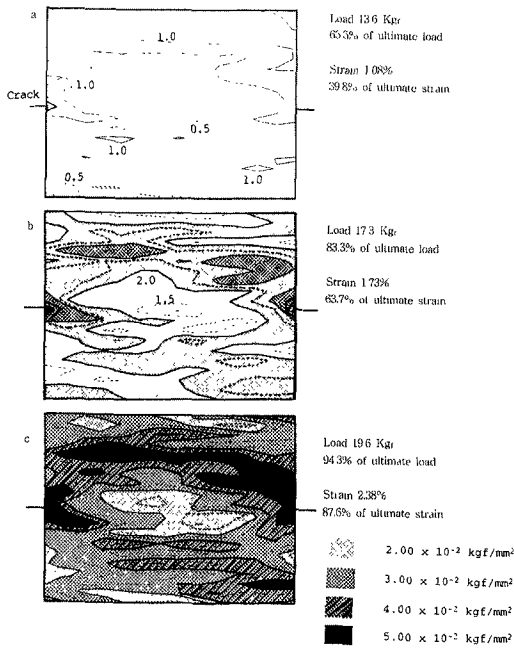 a
Load 13.6 Kgf
65.3% of ultimate load
Strain 1.08%
39.8% of ultimate strain
Crack
1.0
1.0
0.5
1.0
0.5
1.0
b
Load 17.3 Kgf
83.3% of ultimate load
Strain 1.73%
63.7% of ultimate strain
2.0
1.5
c
Load 19.6 Kgf
94.3% of ultimate load
Strain 2.38%
87.6% of ultimate strain
2.00 x 10⁻² kgf/mm²
3.00 x 10⁻² kgf/mm²
4.00 x 10⁻² kgf/mm²
5.00 x 10⁻² kgf/mm²